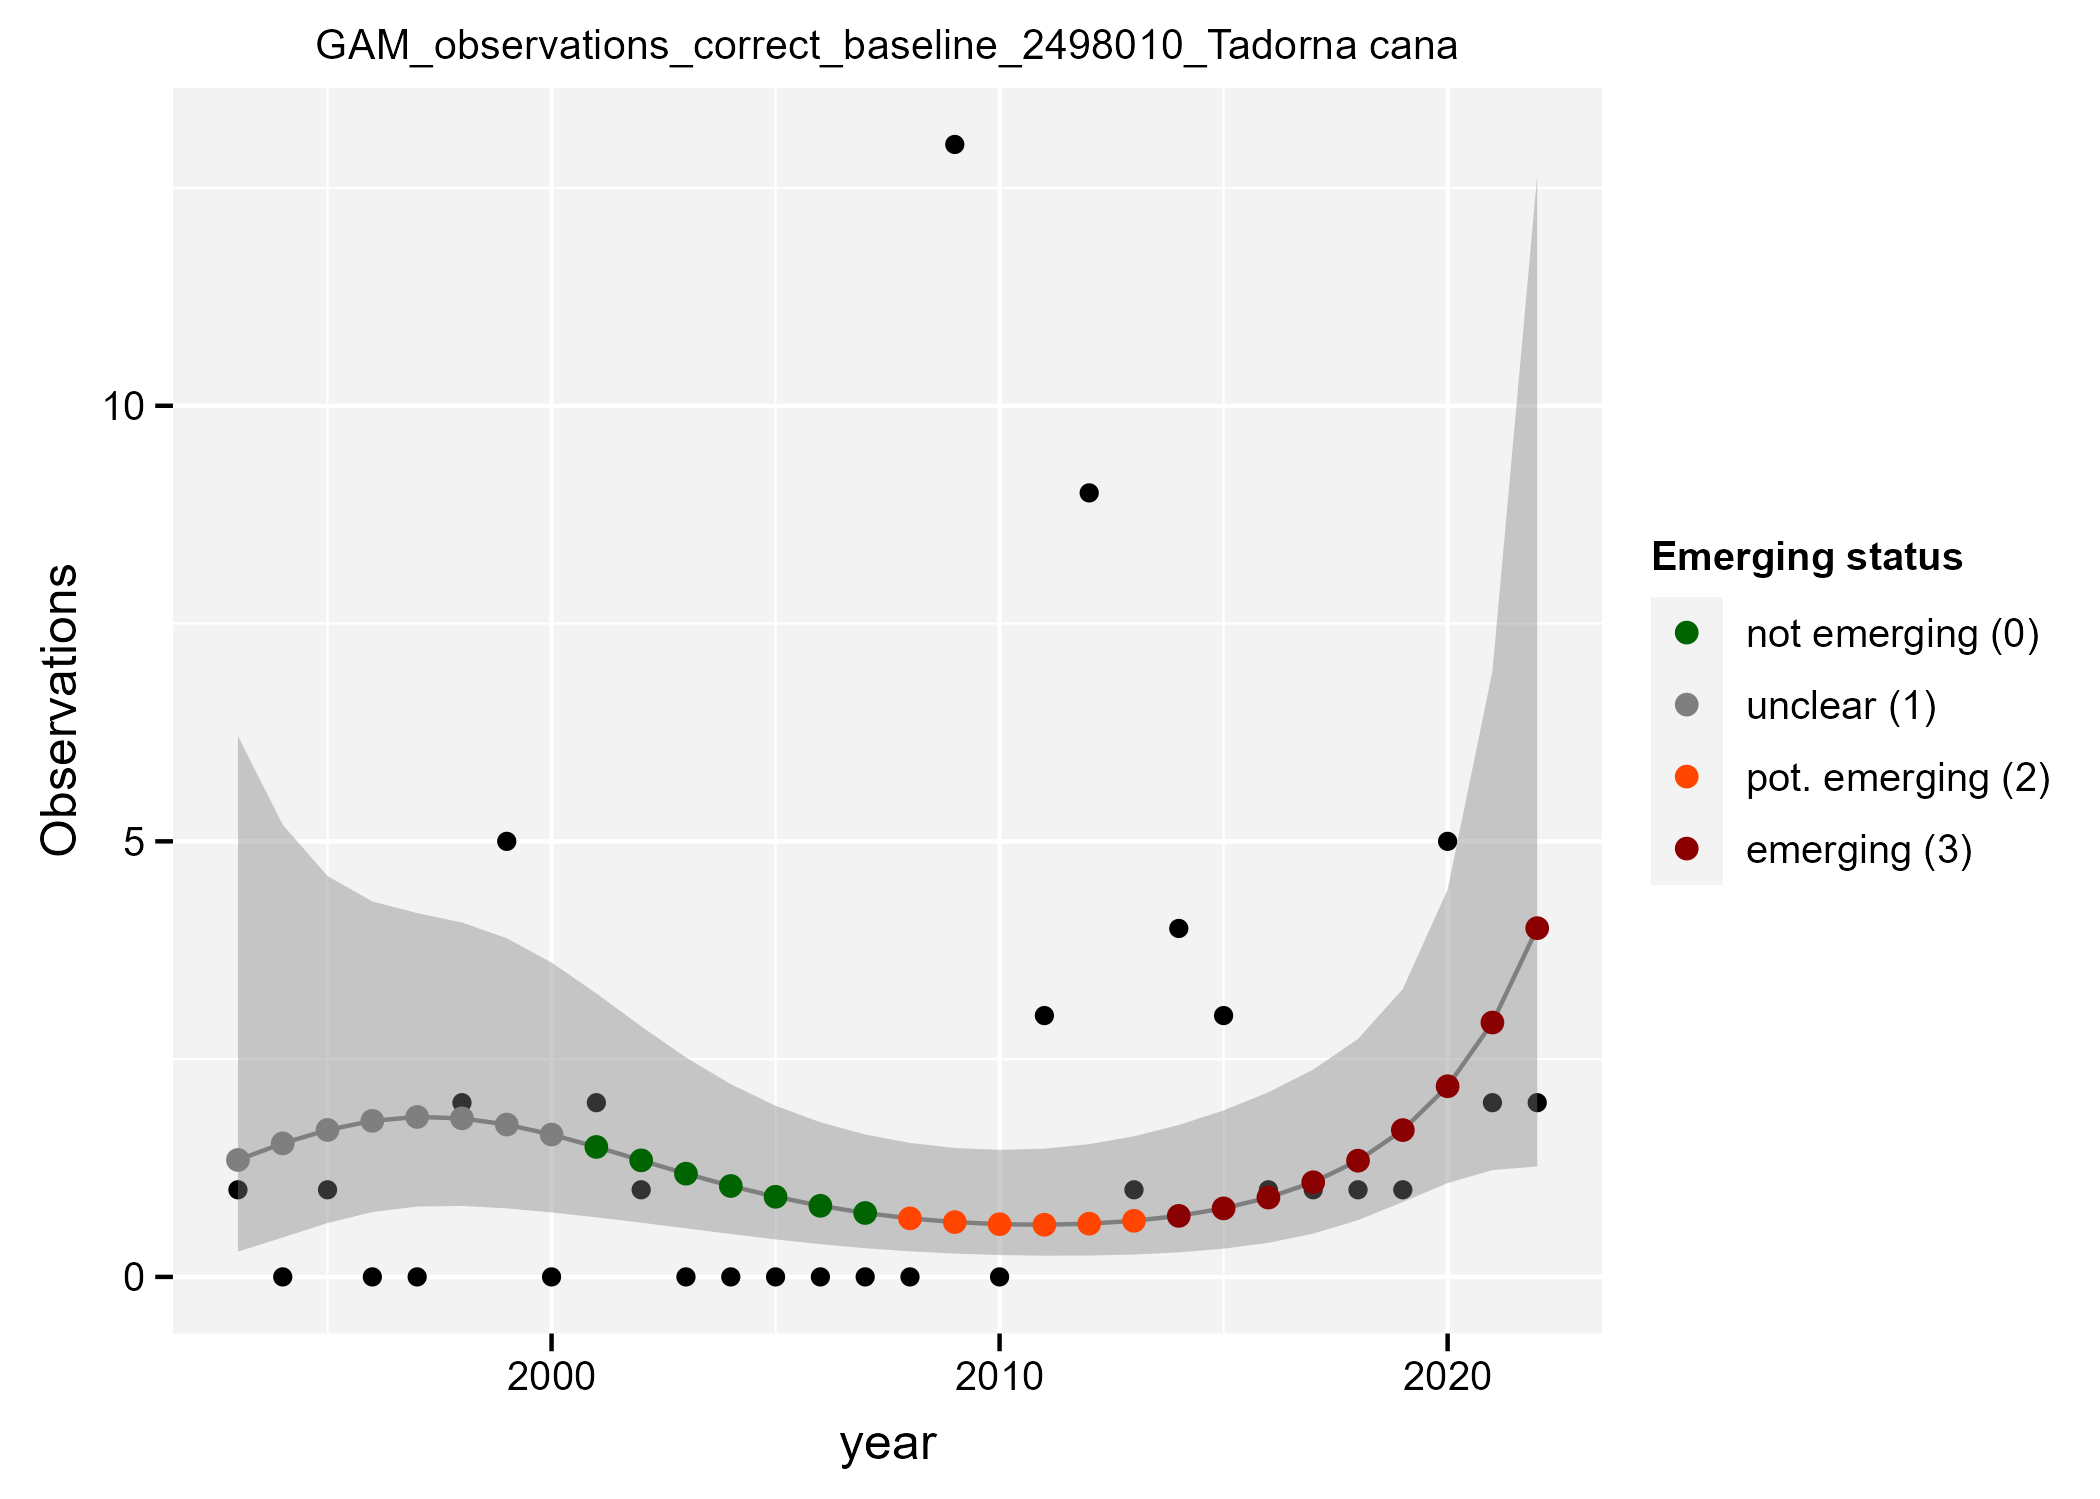 GAM_observations_correct_baseline_2498010_Tadorna cana
Observations
10
5
0
2000
2010
2020
year
Emerging status
not emerging (0)
unclear (1)
pot. emerging (2)
emerging (3)